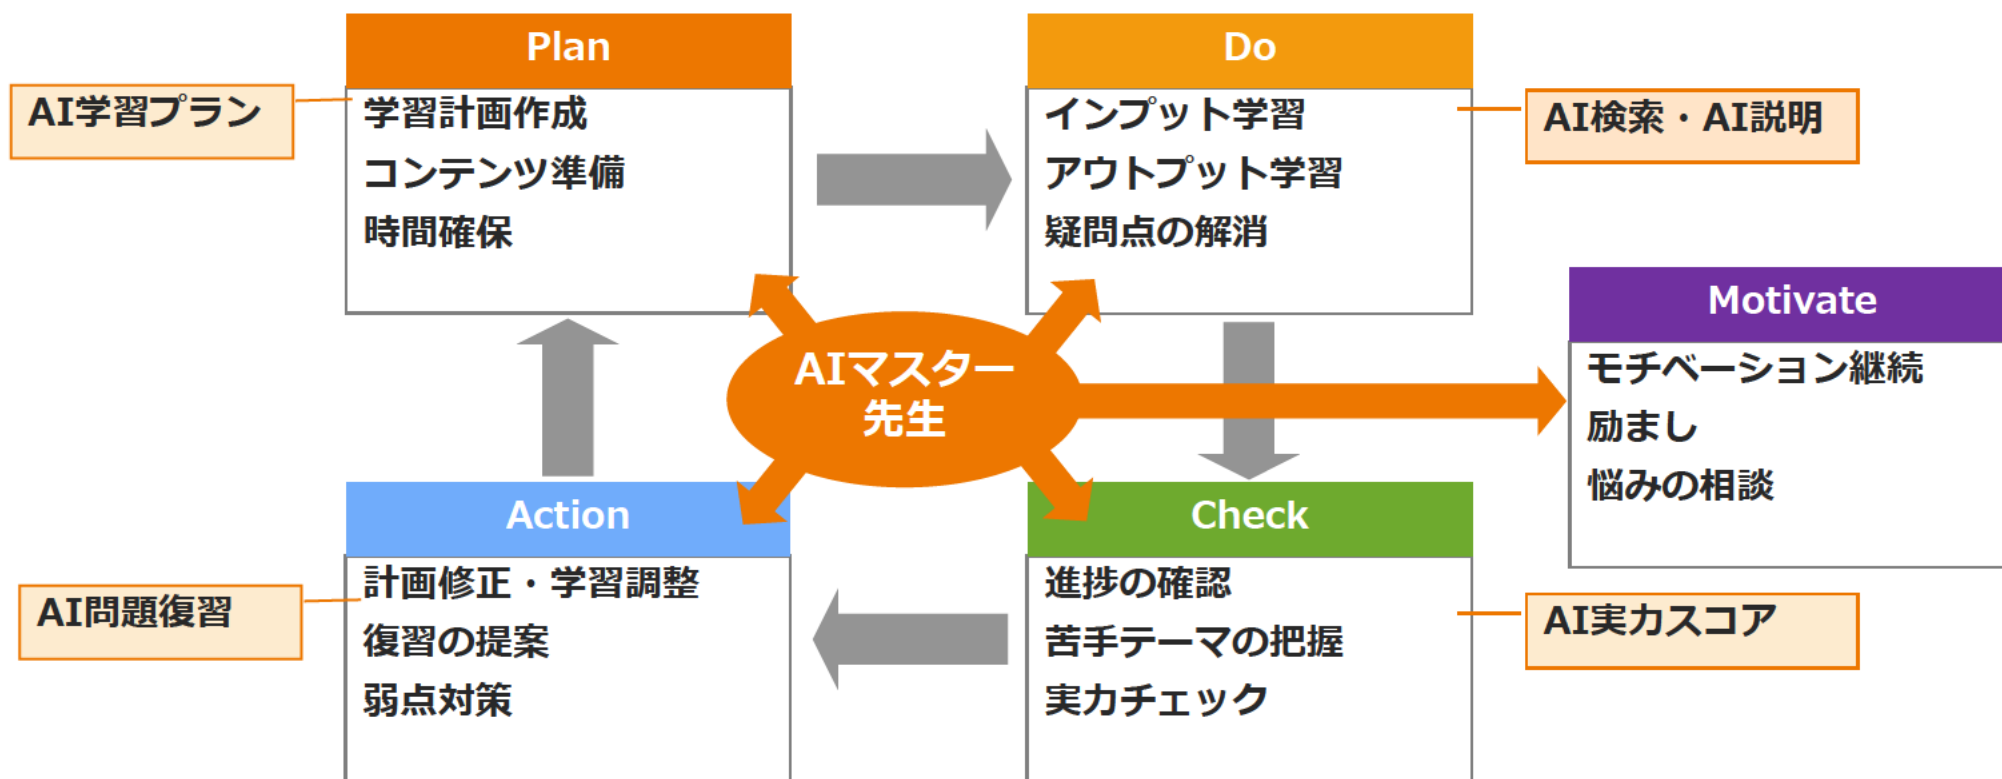 Plan
AI学習プラン
学習計画作成
コンテンツ準備
時間確保
Do
インプット学習
アウトプット学習
疑問点の解消
AI検索・AI説明
AIマスター
先生
Motivate
モチベーション継続
励まし
悩みの相談
Action
計画修正・学習調整
復習の提案
弱点対策
AI問題復習
Check
進捗の確認
苦手テーマの把握
実力チェック
AI実力スコア